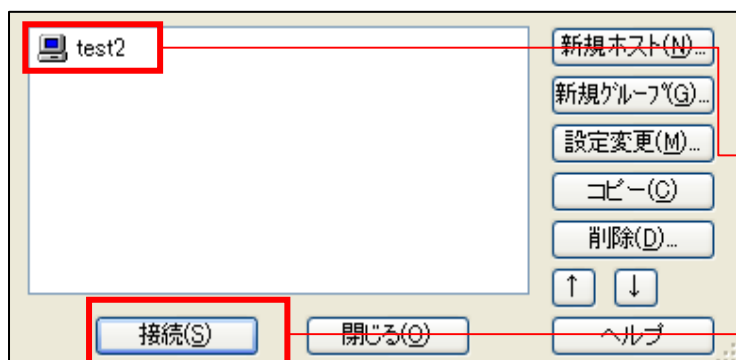 test2
新規ホスト(N)...
新規グループ(G)...
設定変更(M)...
コピー(C)
削除(D)...
↑ ↓
接続(S) 閉じる(O) ヘルプ